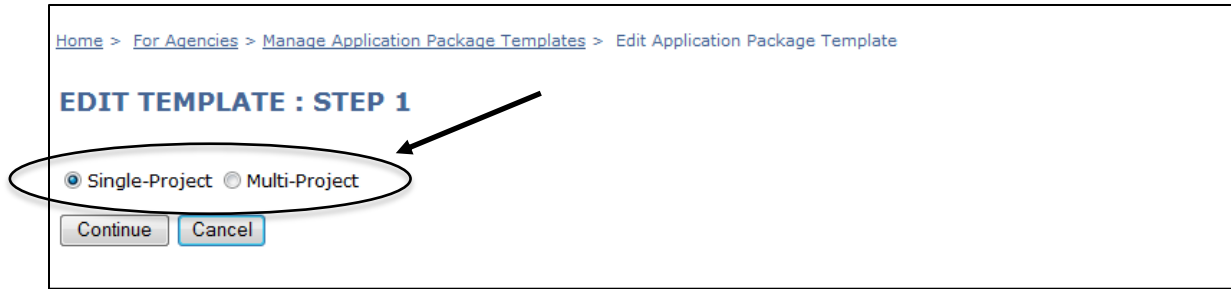 Home > For Agencies > Manage Application Package Templates > Edit Application Package Template
EDIT TEMPLATE : STEP 1
Single-Project Multi-Project
Continue Cancel